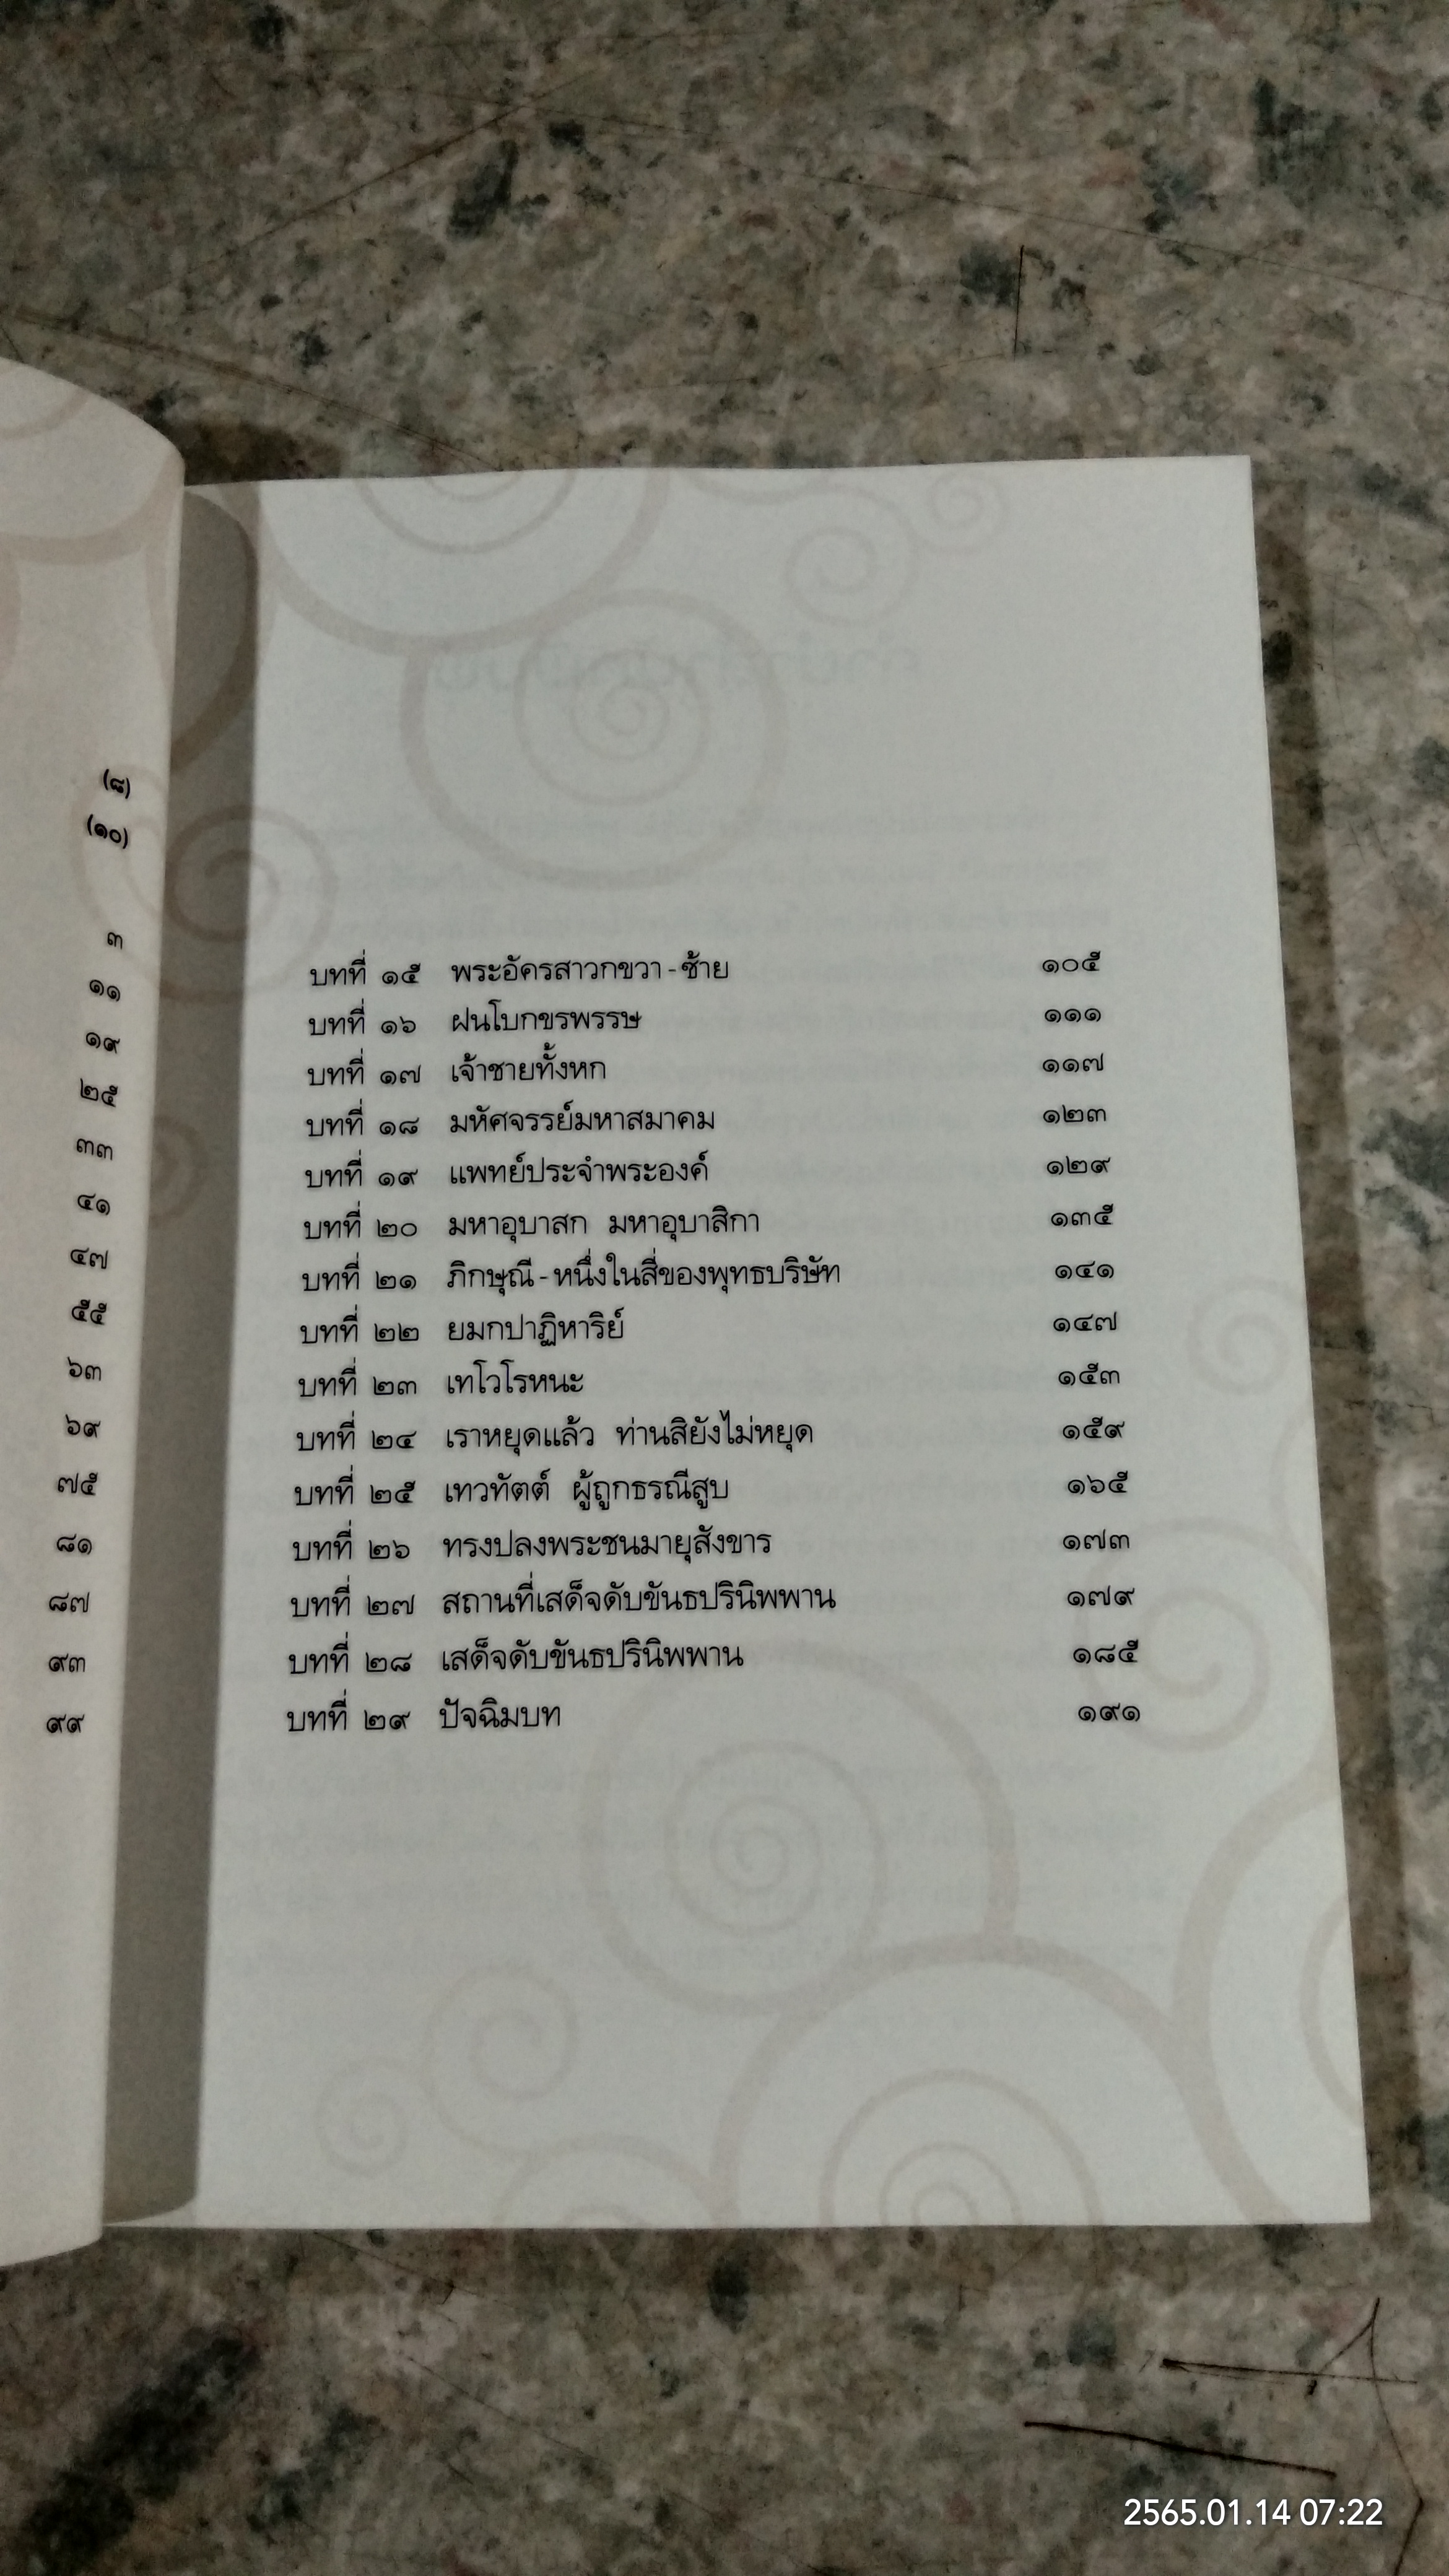 (๘)
(๑๐)
๓
๑๑
๑๙
๒๕
๓๓
๔๑
๔๗
๕๕
๖๓
๖๙
๗๕
๘๑
๘๗
๙๓
๙๙
บทที่ ๑๕ พระอัครสาวกขวา-ซ้าย ๑๐๕
บทที่ ๑๖ ฝนโบกขรพรรษ ๑๑๑
บทที่ ๑๗ เจ้าชายทั้งหก ๑๑๗
บทที่ ๑๘ มหัศจรรย์มหาสมาคม ๑๒๓
บทที่ ๑๙ แพทย์ประจำพระองค์ ๑๒๙
บทที่ ๒๐ มหาอุบาสก มหาอุบาสิกา ๑๓๕
บทที่ ๒๑ ภิกษุณี-หนึ่งในสี่ของพุทธบริษัท ๑๔๑
บทที่ ๒๒ ยมกปาฏิหาริย์ ๑๔๗
บทที่ ๒๓ เทโวโรหนะ ๑๕๓
บทที่ ๒๔ เราหยุดแล้ว ท่านสิยังไม่หยุด ๑๕๙
บทที่ ๒๕ เทวทัตต์ ผู้ถูกธรณีสูบ ๑๖๕
บทที่ ๒๖ ทรงปลงพระชนมายุสังขาร ๑๗๓
บทที่ ๒๗ สถานที่เสด็จดับขันธปรินิพพาน ๑๗๙
บทที่ ๒๘ เสด็จดับขันธปรินิพพาน ๑๘๕
บทที่ ๒๙ ปัจฉิมบท ๑๙๑
2565.01.14 07:22